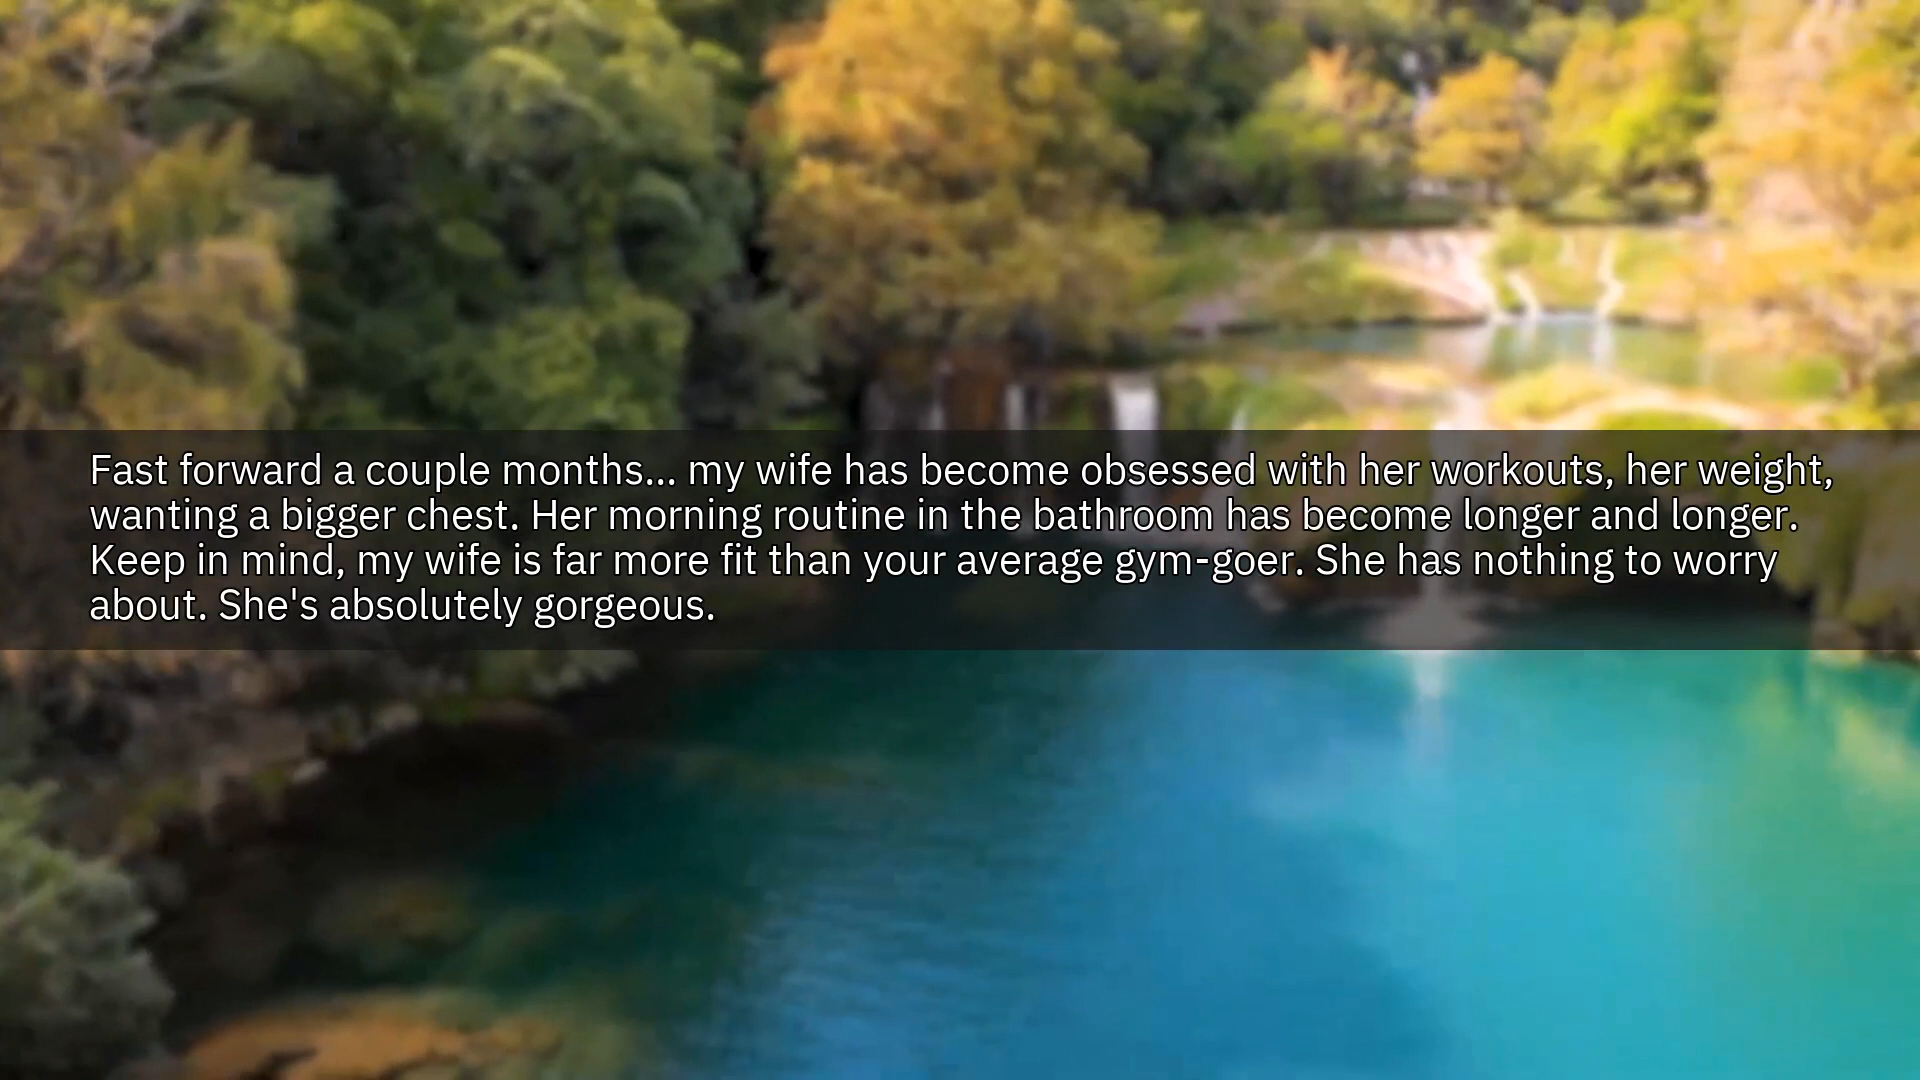 Fast forward a couple months... my wife has become obsessed with her workouts, her weight,
wanting a bigger chest. Her morning routine in the bathroom has become longer and longer.
Keep in mind, my wife is far more fit than your average gym-goer. She has nothing to worry
about. She's absolutely gorgeous.